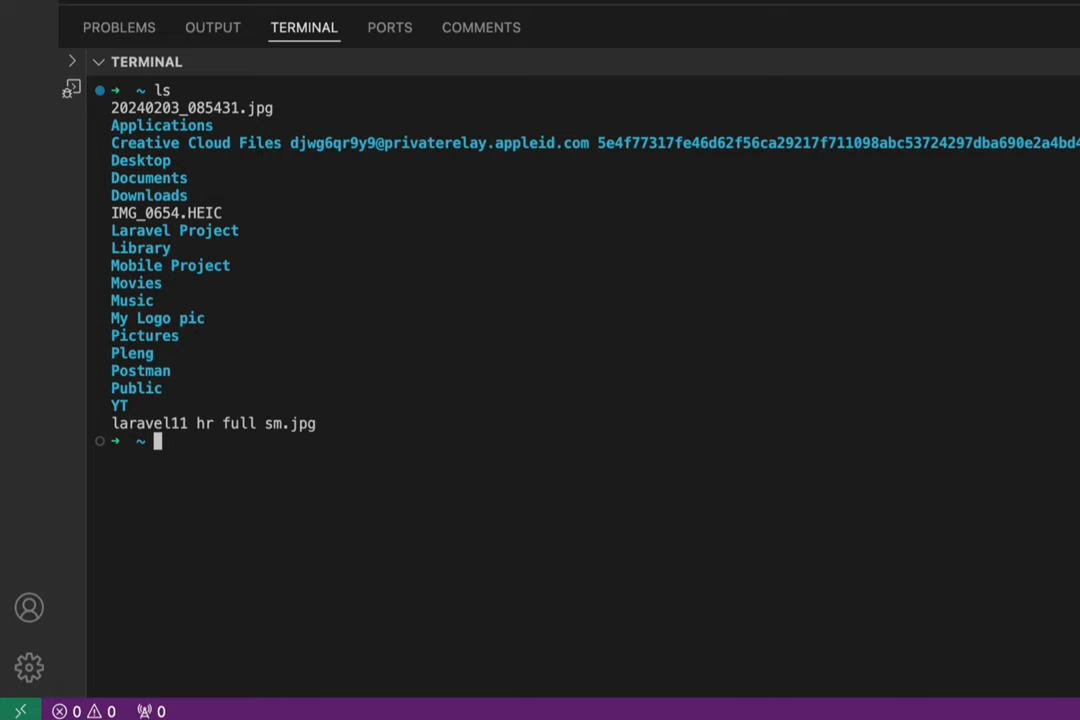 PROBLEMS OUTPUT TERMINAL PORTS COMMENTS
TERMINAL
~ ls
20240203_085431.jpg
Applications
Creative Cloud Files djwg6qr9y9@privaterelay.appleid.com 5e4f77317fe46d62f56ca29217f711098abc53724297dba690e2a4bd4
Desktop
Documents
Downloads
IMG_0654.HEIC
Laravel Project
Library
Mobile Project
Movies
Music
My Logo pic
Pictures
Pleng
Postman
Public
YT
laravel11 hr full sm.jpg
~
0 0 0